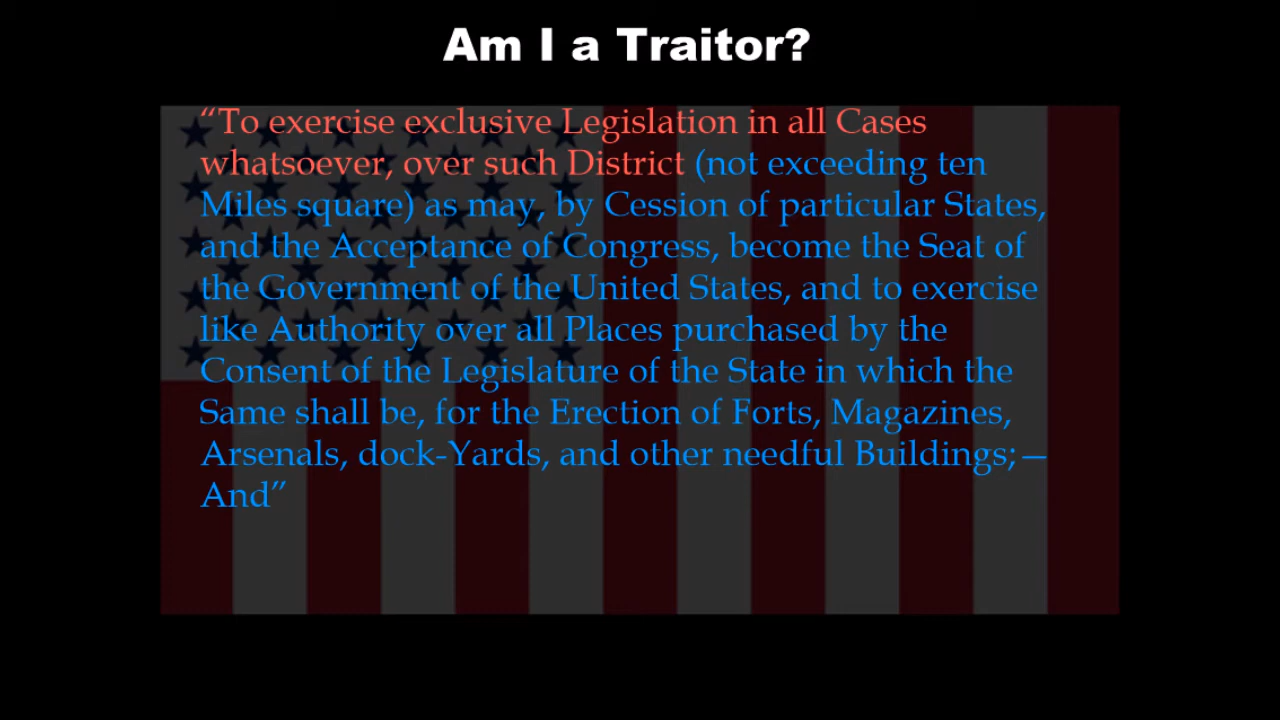 Am I a Traitor?
“To exercise exclusive Legislation in all Cases
whatsoever, over such District (not exceeding ten
Miles square) as may, by Cession of particular States,
and the Acceptance of Congress, become the Seat of
the Government of the United States, and to exercise
like Authority over all Places purchased by the
Consent of the Legislature of the State in which the
Same shall be, for the Erection of Forts, Magazines,
Arsenals, dock-Yards, and other needful Buildings;—
And”